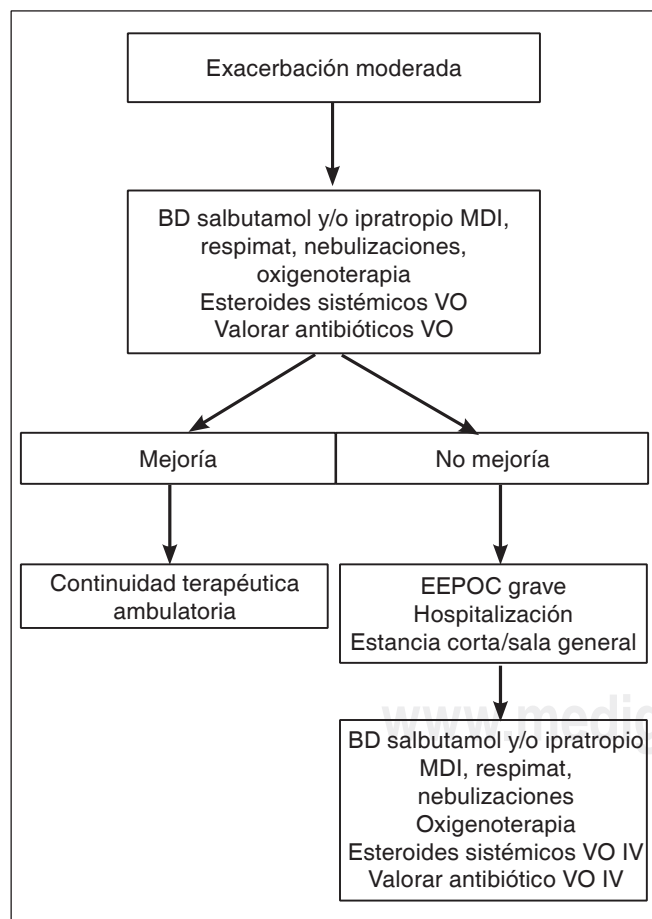 Exacerbación moderada
BD salbutamol y/o ipratropio MDI,
respimat, nebulizaciones,
oxigenoterapia
Esteroides sistémicos VO
Valorar antibióticos VO
Mejoría
No mejoría
Continuidad terapéutica
ambulatoria
EEPOC grave
Hospitalización
Estancia corta/sala general
BD salbutamol y/o ipratropio
MDI, respimat,
nebulizaciones
Oxigenoterapia
Esteroides sistémicos VO IV
Valorar antibiótico VO IV